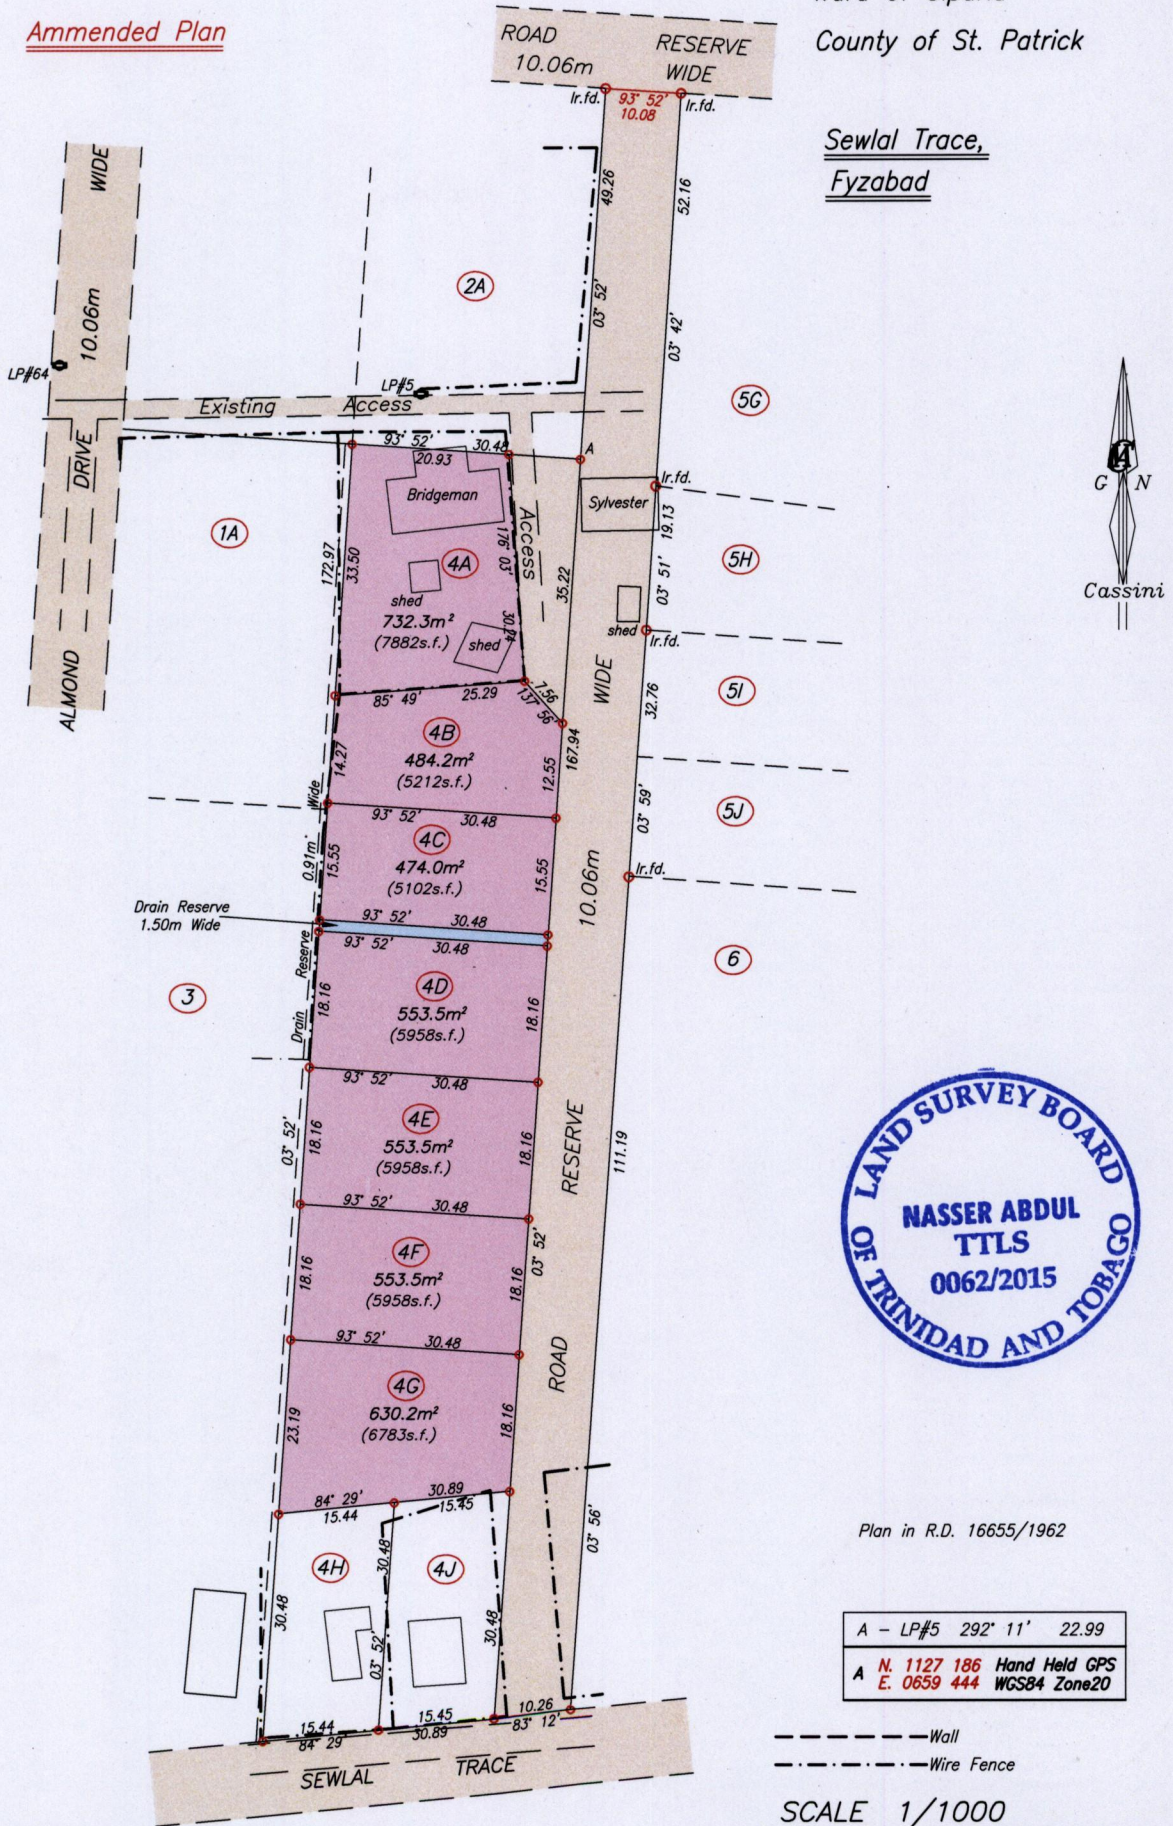 Ammended Plan
County of St. Patrick
Sewlal Trace,
Fyzabad
ROAD RESERVE
10.06m WIDE
Ir.fd.
93° 52'
10.08
Ir.fd.
49.26
03° 52'
52.16
03° 42'
WIDE
10.06m
DRIVE
ALMOND
LP#64
2A
LP#5
Existing Access
5G
93° 52' 30.48
20.93
A
Bridgeman
Sylvester
Ir.fd.
19.13
03° 51'
5H
G N
Cassini
1A
172.97
33.50
4A
176° 03'
30.24
Access
35.22
shed
732.3m²
(7882s.f.)
shed
shed
Ir.fd.
85° 49' 25.29
7.56
137° 56'
WIDE
32.76
5I
4B
484.2m²
(5212s.f.)
14.27
12.55
167.94
03° 59'
5J
93° 52' 30.48
Wide
0.91m
4C
474.0m²
(5102s.f.)
15.55
15.55
10.06m
Ir.fd.
Drain Reserve
1.50m Wide
93° 52' 30.48
93° 52' 30.48
6
3
Reserve
Drain
18.16
4D
553.5m²
(5958s.f.)
18.16
93° 52' 30.48
03° 52'
18.16
4E
553.5m²
(5958s.f.)
18.16
RESERVE
111.19
93° 52' 30.48
03° 52'
18.16
4F
553.5m²
(5958s.f.)
18.16
93° 52' 30.48
ROAD
23.19
4G
630.2m²
(6783s.f.)
18.16
LAND SURVEY BOARD
OF TRINIDAD AND TOBAGO
NASSER ABDUL
TTLS
0062/2015
84° 29' 30.89
15.44 15.45
03° 56'
Plan in R.D. 16655/1962
4H
4J
30.48
30.48
03° 52'
30.48
A - LP#5 292° 11' 22.99
A N. 1127 186 Hand Held GPS
E. 0659 444 WGS84 Zone20
15.44 15.45 10.26
84° 29' 30.89 83° 12'
SEWLAL TRACE
Wall
Wire Fence
SCALE 1/1000